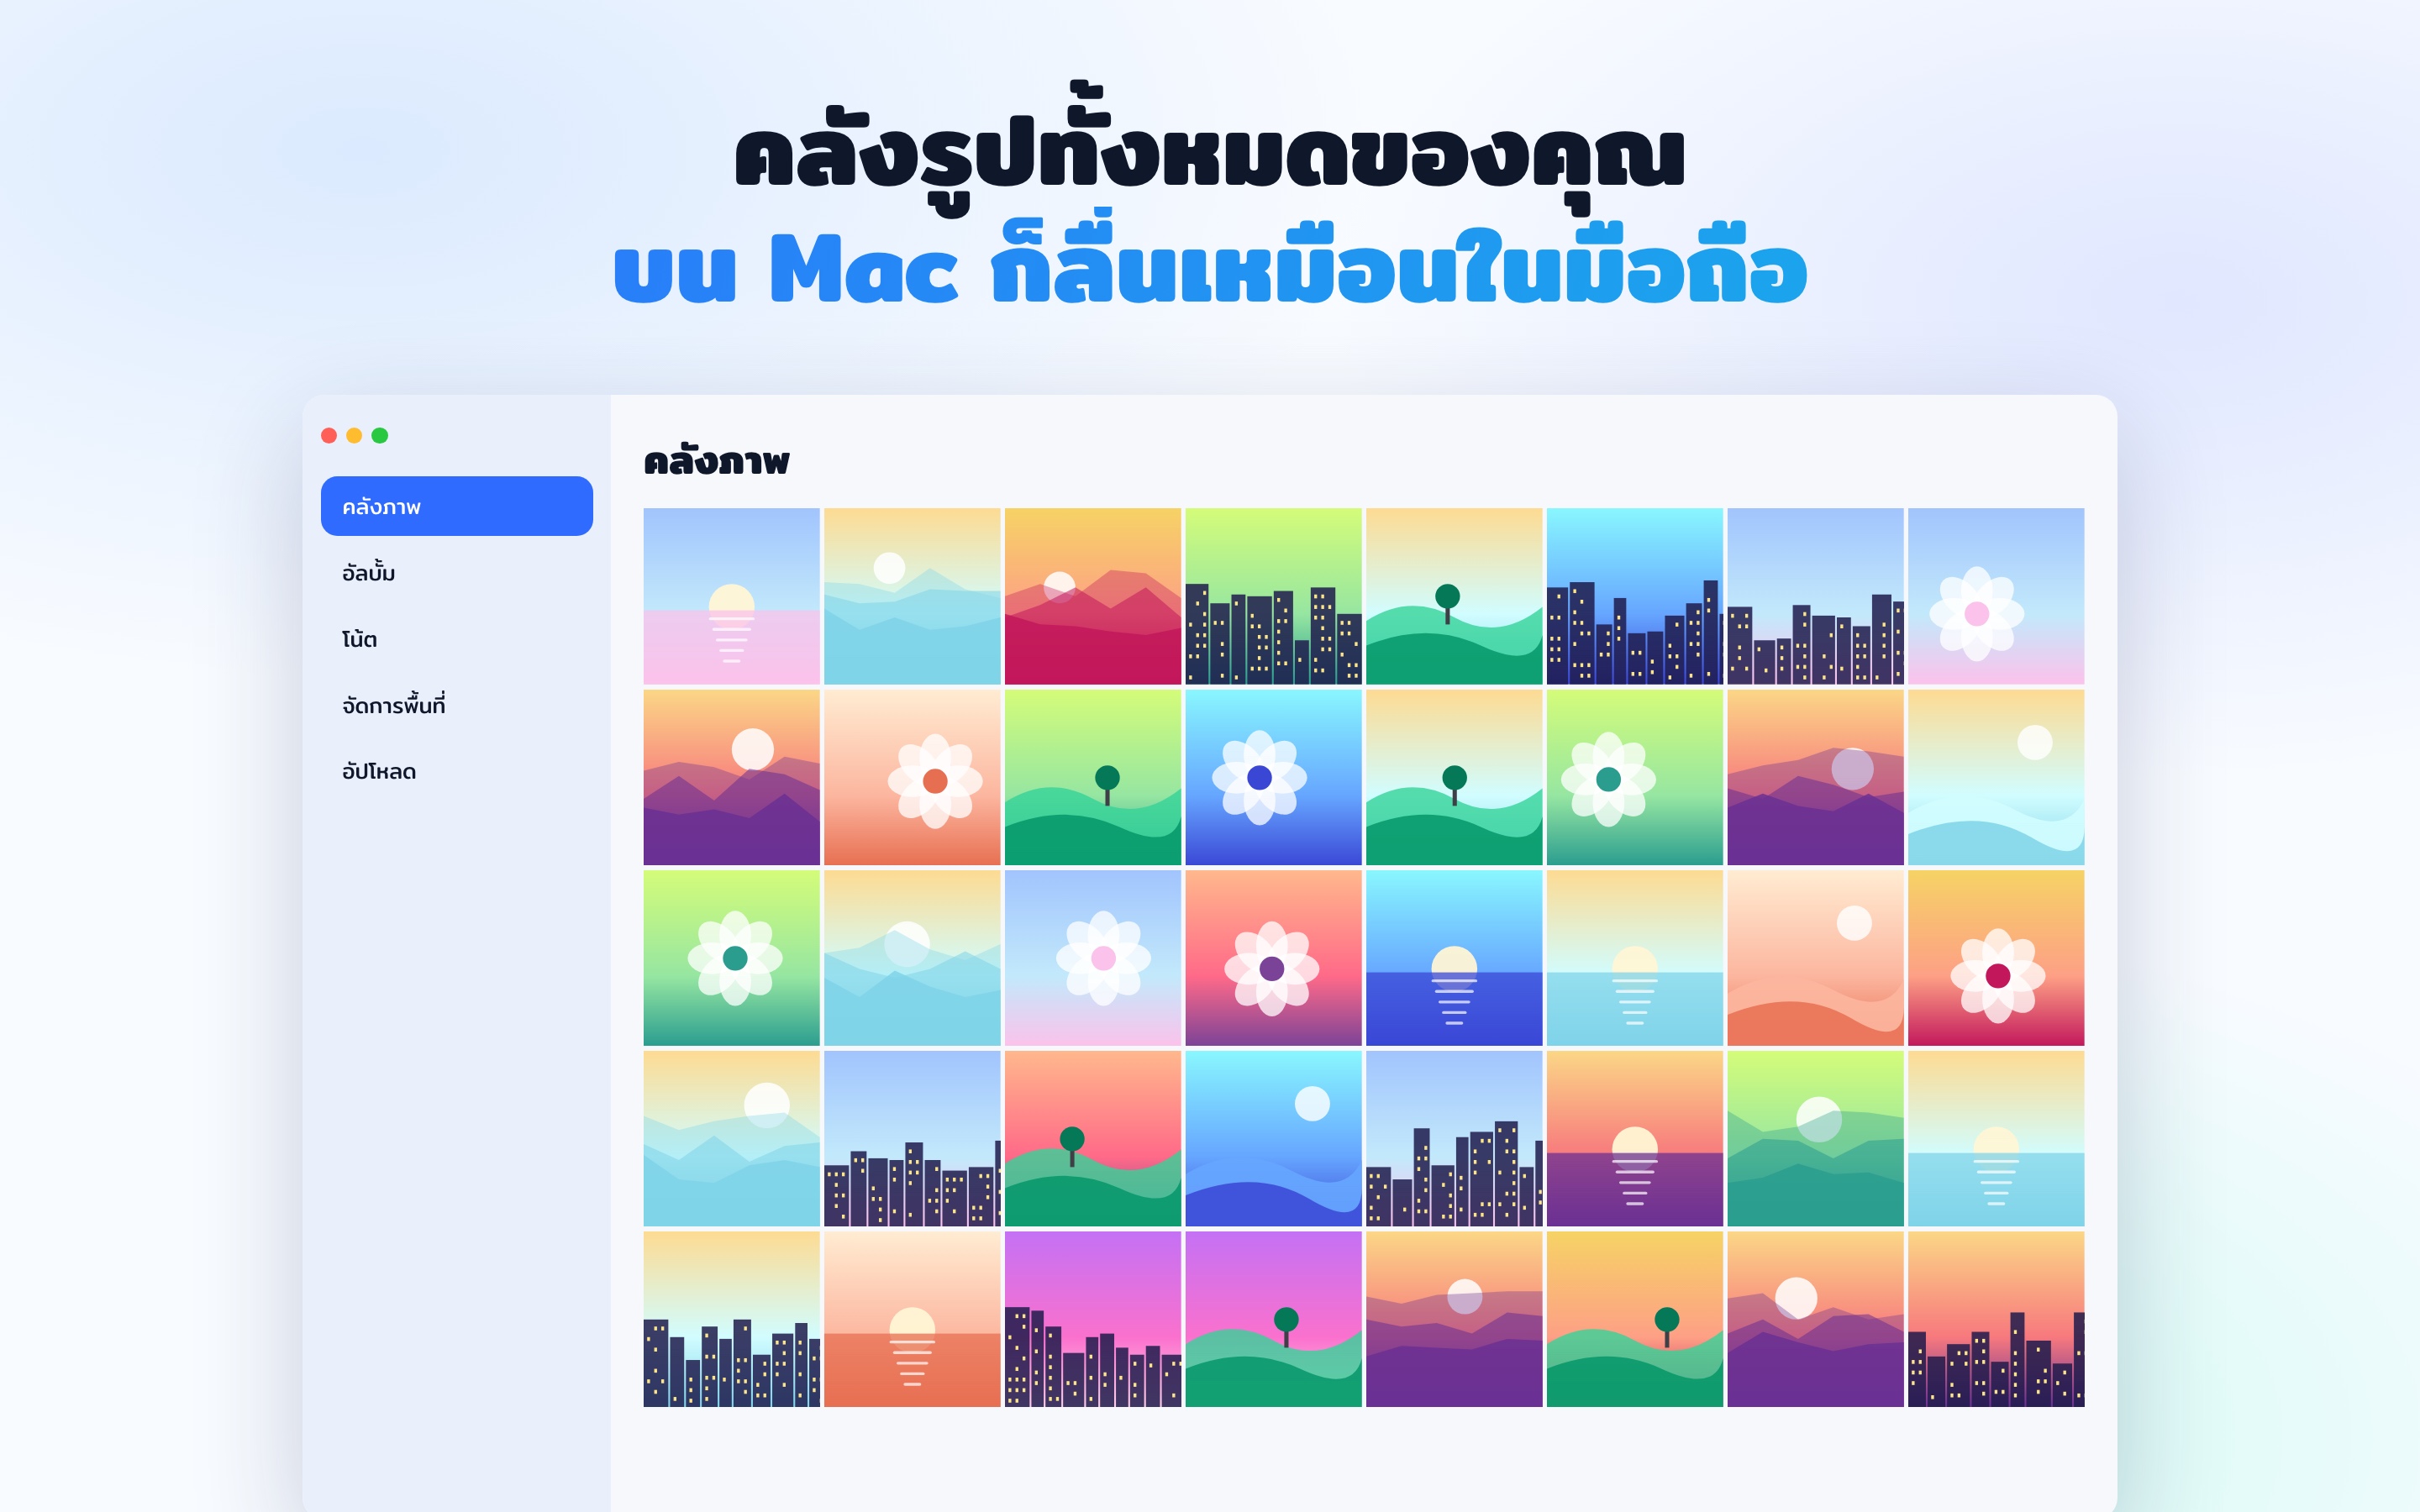 คลังรูปทั้งหมดของคุณ
บน Mac ก็ลื่นเหมือนในมือถือ
คลังภาพ
อัลบั้ม
โน้ต
จัดการพื้นที่
อัปโหลด
คลังภาพ